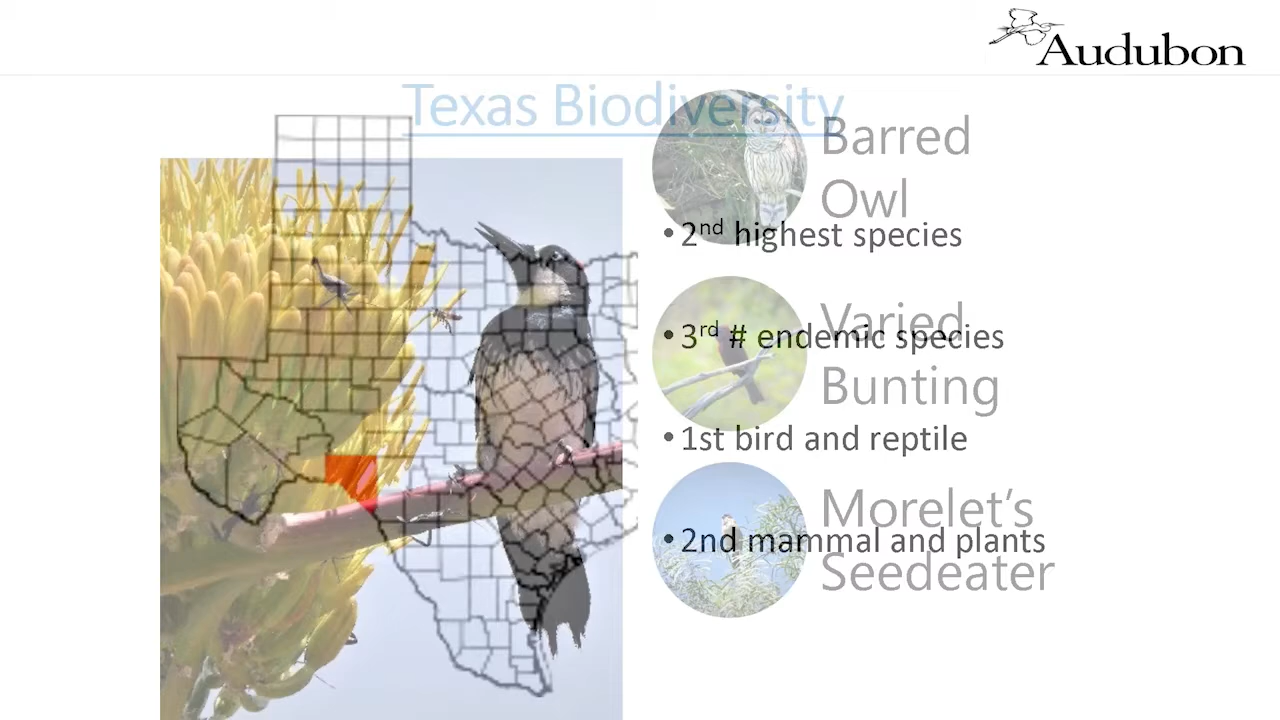 Audubon
Texas Biodiversity
Barred
Owl
• 2nd highest species
Varied
• 3rd # endemic species
Bunting
• 1st bird and reptile
Morelet’s
• 2nd mammal and plants
Seedeater